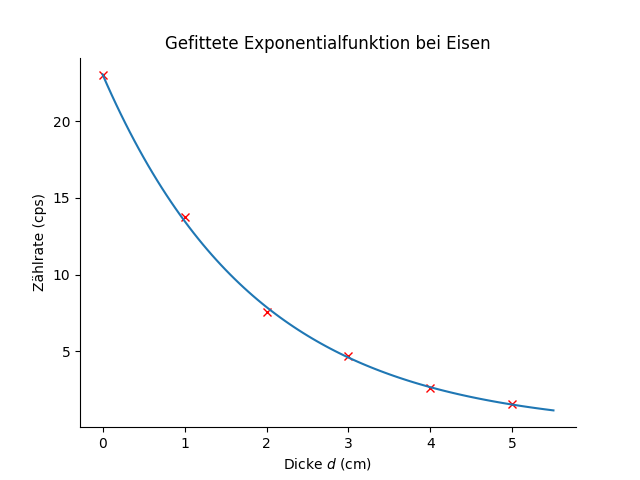 Gefittete Exponentialfunktion bei Eisen
Zählrate (cps)
20
15
10
5
0 1 2 3 4 5
Dicke d (cm)